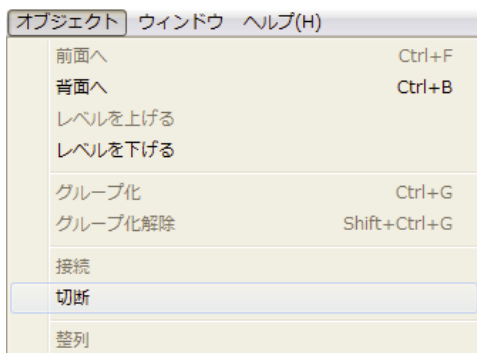 オブジェクト ウィンドウ ヘルプ(H)
前面へ Ctrl+F
背面へ Ctrl+B
レベルを上げる
レベルを下げる
グループ化 Ctrl+G
グループ化解除 Shift+Ctrl+G
接続
切断
整列